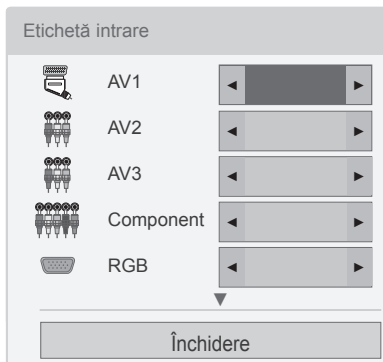 Etichetă intrare
AV1
AV2
AV3
Component
RGB
Închidere